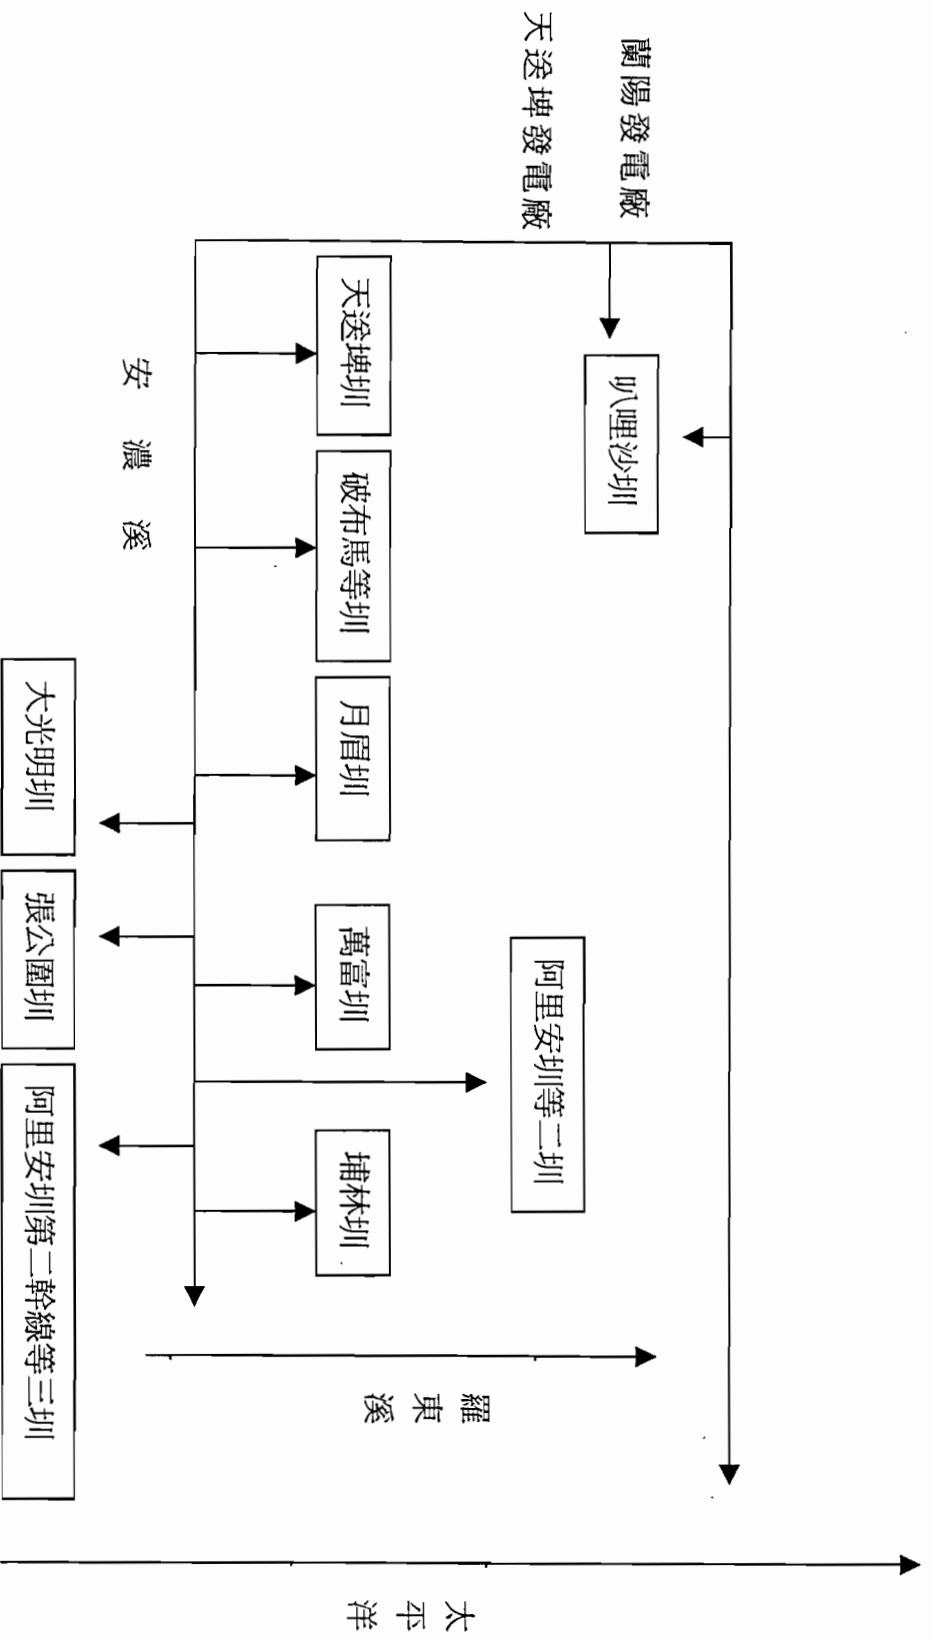 蘭陽發電廠
天送埤發電廠
叭哩沙圳
阿里安圳等二圳
天送埤圳
破布馬等圳
月眉圳
萬富圳
埔林圳
安濃溪
羅東溪
大光明圳
張公圍圳
阿里安圳第二幹線等三圳
太平洋